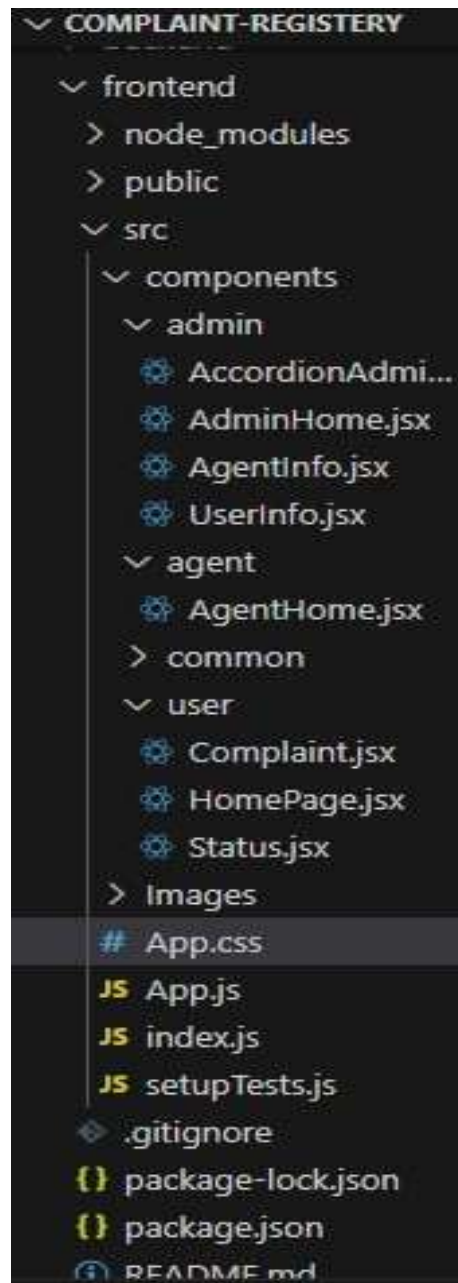 COMPLAINT-REGISTERY
frontend
node_modules
public
src
components
admin
AccordionAdmi...
AdminHome.jsx
AgentInfo.jsx
UserInfo.jsx
agent
AgentHome.jsx
common
user
Complaint.jsx
HomePage.jsx
Status.jsx
Images
# App.css
JS App.js
JS index.js
JS setupTests.js
.gitignore
{} package-lock.json
{} package.json
README.md